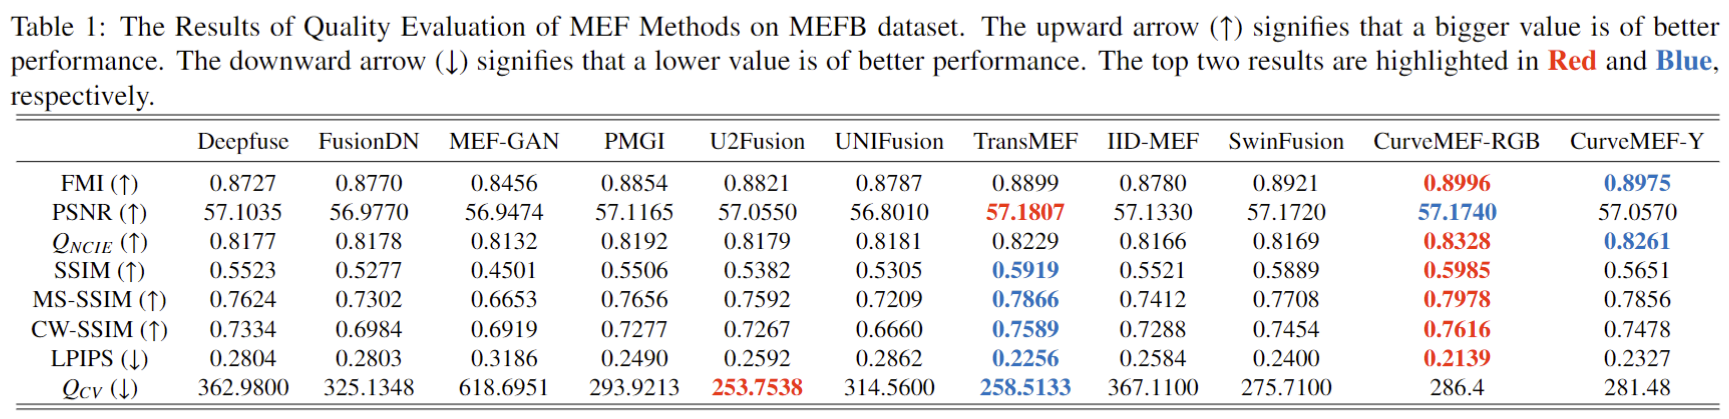 Table 1: The Results of Quality Evaluation of MEF Methods on MEFB dataset. The upward arrow (↑) signifies that a bigger value is of better
performance. The downward arrow (↓) signifies that a lower value is of better performance. The top two results are highlighted in Red and Blue,
respectively.
Deepfuse FusionDN MEF-GAN PMGI U2Fusion UNIFusion TransMEF IID-MEF SwinFusion CurveMEF-RGB CurveMEF-Y
FMI (↑) 0.8727 0.8770 0.8456 0.8854 0.8821 0.8787 0.8899 0.8780 0.8921 0.8996 0.8975
PSNR (↑) 57.1035 56.9770 56.9474 57.1165 57.0550 56.8010 57.1807 57.1330 57.1720 57.1740 57.0570
Q_NCIE (↑) 0.8177 0.8178 0.8132 0.8192 0.8179 0.8181 0.8229 0.8166 0.8169 0.8328 0.8261
SSIM (↑) 0.5523 0.5277 0.4501 0.5506 0.5382 0.5305 0.5919 0.5521 0.5889 0.5985 0.5651
MS-SSIM (↑) 0.7624 0.7302 0.6653 0.7656 0.7592 0.7209 0.7866 0.7412 0.7708 0.7978 0.7856
CW-SSIM (↑) 0.7334 0.6984 0.6919 0.7277 0.7267 0.6660 0.7589 0.7288 0.7454 0.7616 0.7478
LPIPS (↓) 0.2804 0.2803 0.3186 0.2490 0.2592 0.2862 0.2256 0.2584 0.2400 0.2139 0.2327
Q_CV (↓) 362.9800 325.1348 618.6951 293.9213 253.7538 314.5600 258.5133 367.1100 275.7100 286.4 281.48